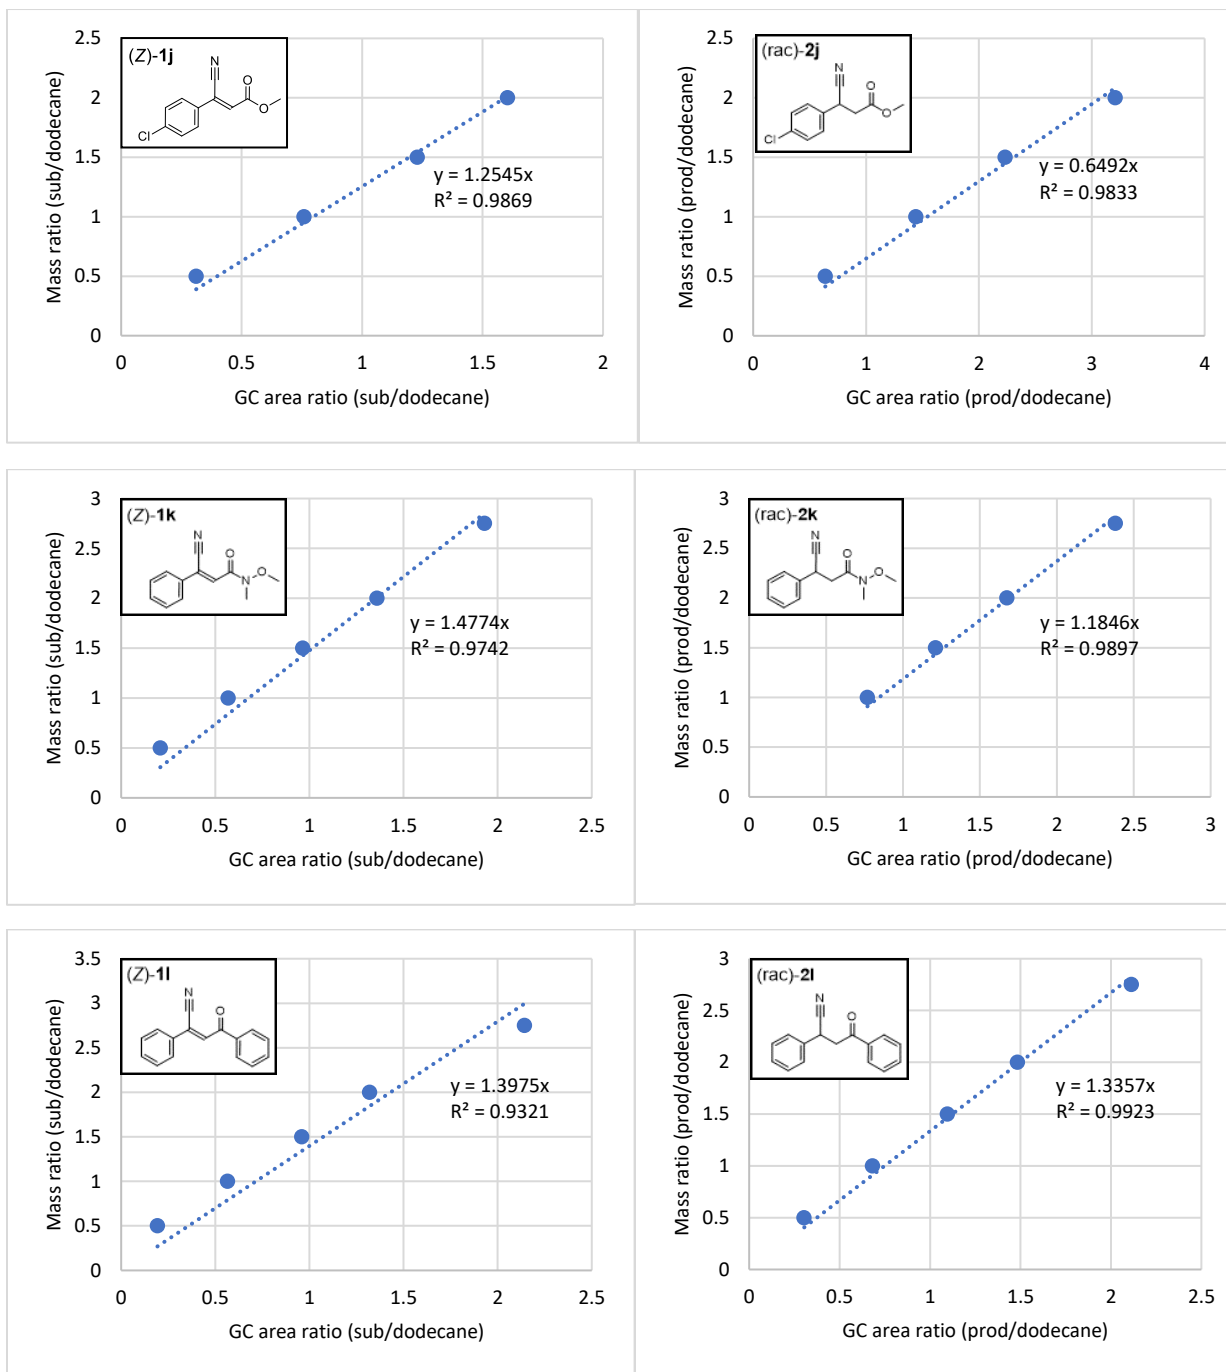 2.5
2
1.5
1
0.5
0
0
0.5
1
1.5
2
Mass ratio (sub/dodecane)
GC area ratio (sub/dodecane)
(Z)-1j
N
O
O
Cl
y = 1.2545x
R² = 0.9869
2.5
2
1.5
1
0.5
0
0
1
2
3
4
Mass ratio (prod/dodecane)
GC area ratio (prod/dodecane)
(rac)-2j
N
O
O
Cl
y = 0.6492x
R² = 0.9833
3
2.5
2
1.5
1
0.5
0
0
0.5
1
1.5
2
2.5
Mass ratio (sub/dodecane)
GC area ratio (sub/dodecane)
(Z)-1k
N
O
N
O
y = 1.4774x
R² = 0.9742
3
2.5
2
1.5
1
0.5
0
0
0.5
1
1.5
2
2.5
3
Mass ratio (prod/dodecane)
GC area ratio (prod/dodecane)
(rac)-2k
N
O
N
O
y = 1.1846x
R² = 0.9897
3.5
3
2.5
2
1.5
1
0.5
0
0
0.5
1
1.5
2
2.5
Mass ratio (sub/dodecane)
GC area ratio (sub/dodecane)
(Z)-1l
N
O
y = 1.3975x
R² = 0.9321
3
2.5
2
1.5
1
0.5
0
0
0.5
1
1.5
2
2.5
Mass ratio (prod/dodecane)
GC area ratio (prod/dodecane)
(rac)-2l
N
O
y = 1.3357x
R² = 0.9923